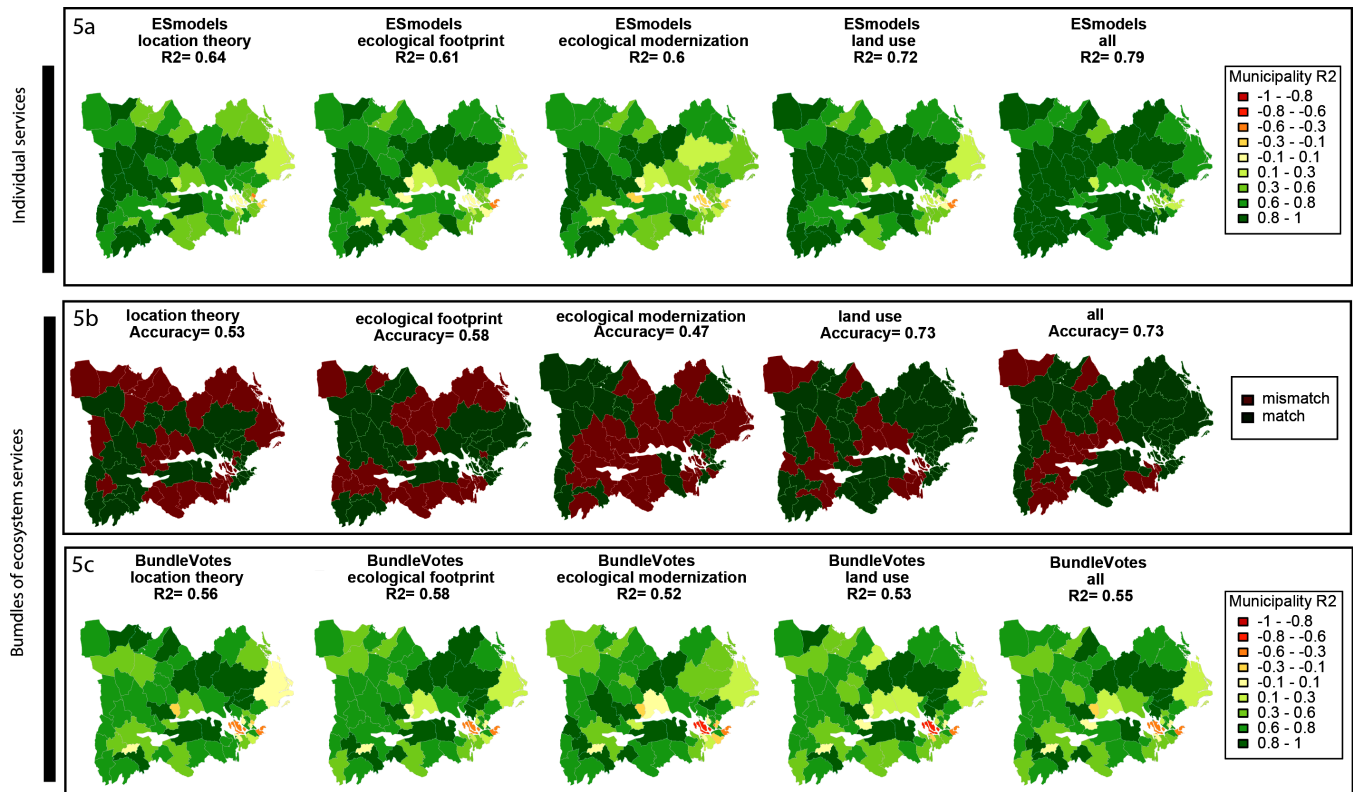 Individual services
5a
ESmodels
location theory
R2= 0.64
ESmodels
ecological footprint
R2= 0.61
ESmodels
ecological modernization
R2= 0.6
ESmodels
land use
R2= 0.72
ESmodels
all
R2= 0.79
Municipality R2
-1 - -0.8
-0.8 - -0.6
-0.6 - -0.3
-0.3 - -0.1
-0.1 - 0.1
0.1 - 0.3
0.3 - 0.6
0.6 - 0.8
0.8 - 1
Bumdles of ecosystem services
5b
location theory
Accuracy= 0.53
ecological footprint
Accuracy= 0.58
ecological modernization
Accuracy= 0.47
land use
Accuracy= 0.73
all
Accuracy= 0.73
mismatch
match
5c
BundleVotes
location theory
R2= 0.56
BundleVotes
ecological footprint
R2= 0.58
BundleVotes
ecological modernization
R2= 0.52
BundleVotes
land use
R2= 0.53
BundleVotes
all
R2= 0.55
Municipality R2
-1 - -0.8
-0.8 - -0.6
-0.6 - -0.3
-0.3 - -0.1
-0.1 - 0.1
0.1 - 0.3
0.3 - 0.6
0.6 - 0.8
0.8 - 1